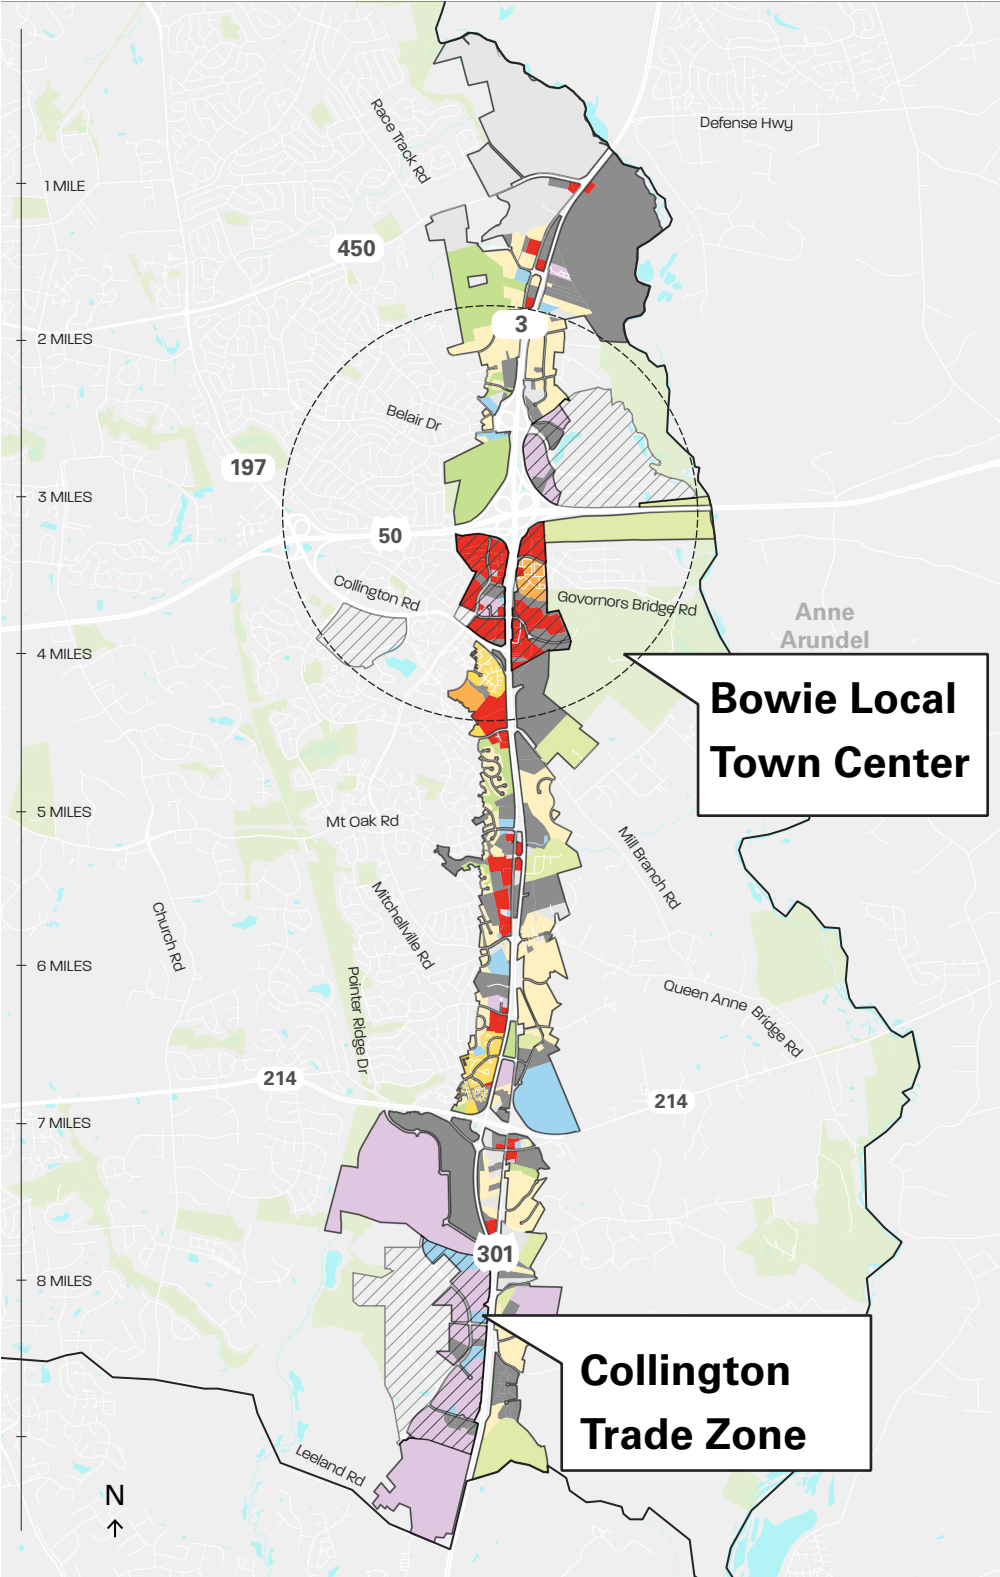 Defense Hwy
Race Track Rd
1 MILE
450
3
2 MILES
Belair Dr
197
3 MILES
50
Collington Rd
Govornors Bridge Rd
Anne
Arundel
4 MILES
Bowie Local
Town Center
5 MILES
Mt Oak Rd
Mill Branch Rd
Mitchellville Rd
Church Rd
6 MILES
Pointer Ridge Dr
Queen Anne Bridge Rd
214
214
7 MILES
301
8 MILES
Collington
Trade Zone
Leeland Rd
N